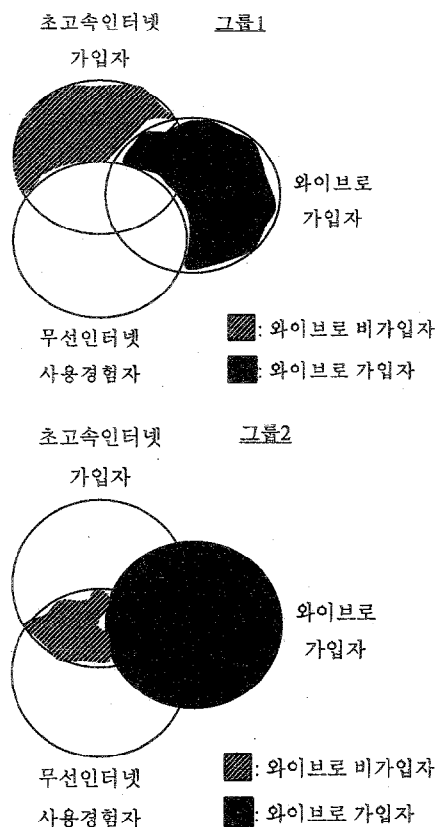 초고속인터넷
가입자
그룹1
와이브로
가입자
무선인터넷
사용경험자
: 와이브로 비가입자
: 와이브로 가입자
초고속인터넷
가입자
그룹2
와이브로
가입자
무선인터넷
사용경험자
: 와이브로 비가입자
: 와이브로 가입자